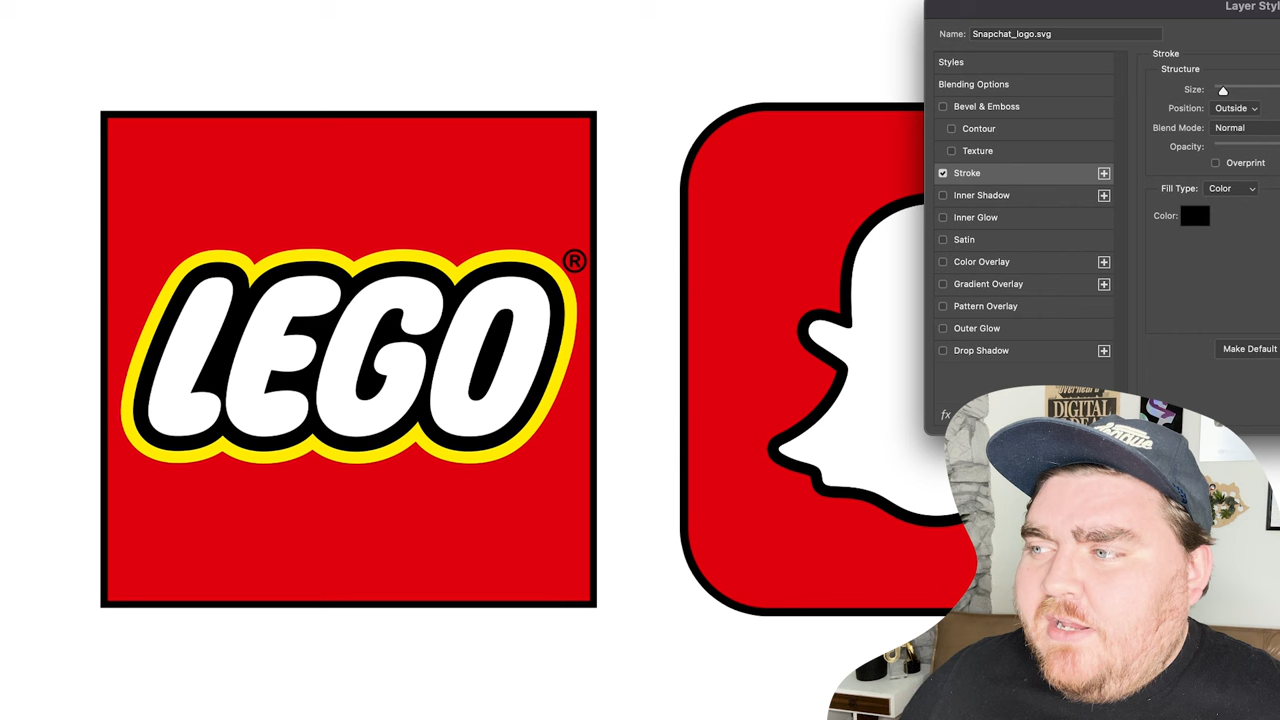 LEGO
®
Layer Styl
Name: Snapchat_logo.svg
Styles
Blending Options
Bevel & Emboss
Contour
Texture
Stroke
Inner Shadow
Inner Glow
Satin
Color Overlay
Gradient Overlay
Pattern Overlay
Outer Glow
Drop Shadow
fx
Stroke
Structure
Size:
Position: Outside
Blend Mode: Normal
Opacity:
Overprint
Fill Type: Color
Color:
Make Default
DIGITAL